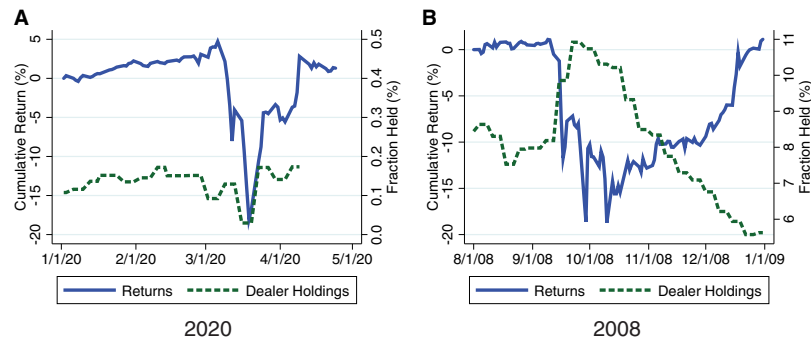 A
Cumulative Return (%)
5
0
-5
-10
-15
-20
Fraction Held (%)
0.5
0.4
0.3
0.2
0.1
0.0
1/1/20 2/1/20 3/1/20 4/1/20 5/1/20
Returns Dealer Holdings
2020
B
Cumulative Return (%)
0
-5
-10
-15
-20
Fraction Held (%)
11
10
9
8
7
6
8/1/08 9/1/08 10/1/08 11/1/08 12/1/08 1/1/09
Returns Dealer Holdings
2008